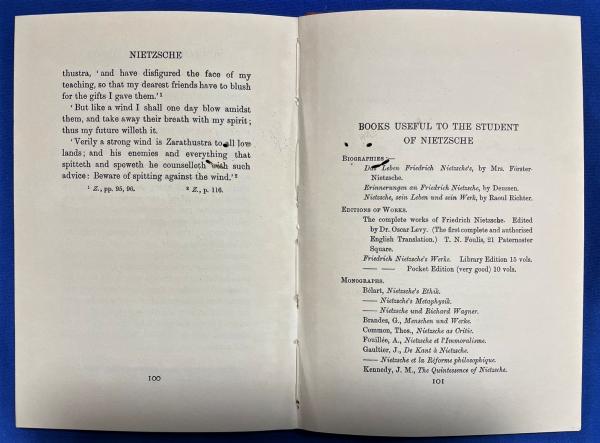 NIETZSCHE
thustra, ‘and have disfigured the face of my
teaching, so that my dearest friends have to blush
for the gifts I gave them.’¹
‘But like a wind I shall one day blow amidst
them, and take away their breath with my spirit;
thus my future willeth it.
‘Verily a strong wind is Zarathustra to all low
lands; and his enemies and everything that
spitteth and speweth he counselleth with such
advice: Beware of spitting against the wind.’²
¹ Z., pp. 95, 96. ² Z., p. 116.
100
BOOKS USEFUL TO THE STUDENT
OF NIETZSCHE
BIOGRAPHIES:—
Das Leben Friedrich Nietzsche's, by Mrs. Förster-
Nietzsche.
Erinnerungen an Friedrich Nietzsche, by Deussen.
Nietzsche, sein Leben und sein Werk, by Raoul Richter.
EDITIONS OF WORKS.
The complete works of Friedrich Nietzsche. Edited
by Dr. Oscar Levy. (The first complete and authorised
English Translation.) T. N. Foulis, 21 Paternoster
Square.
Friedrich Nietzsche's Werke. Library Edition 15 vols.
—— —— Pocket Edition (very good) 10 vols.
MONOGRAPHS.
Bélart, Nietzsche's Ethik.
—— Nietzsche's Metaphysik.
—— Nietzsche und Richard Wagner.
Brandes, G., Menschen und Werke.
Common, Thos., Nietzsche as Critic.
Fouillée, A., Nietzsche et l'Immoralisme.
Gaultier, J., De Kant à Nietzsche.
—— Nietzsche et la Réforme philosophique.
Kennedy, J. M., The Quintessence of Nietzsche.
101